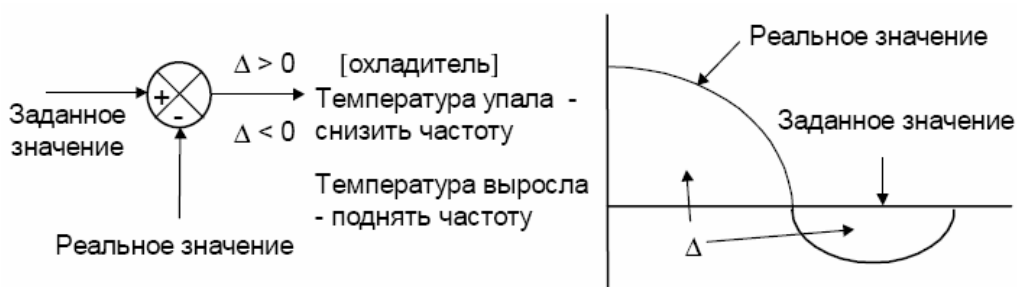 Δ > 0 [охладитель]
Заданное
значение
+
-
Температура упала -
снизить частоту
Δ < 0
Температура выросла
- поднять частоту
Реальное значение
Реальное значение
Заданное значение
Δ